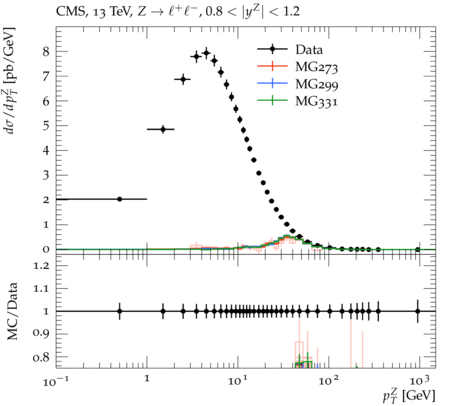 CMS, 13 TeV, Z → ℓ⁺ℓ⁻, 0.8 < |y^Z| < 1.2
dσ/dp_T^Z [pb/GeV]
8
7
6
5
4
3
2
1
0
Data
MG273
MG299
MG331
MC/Data
1.2
1.1
1
0.9
0.8
10⁻¹ 1 10¹ 10² 10³
p_T^Z [GeV]